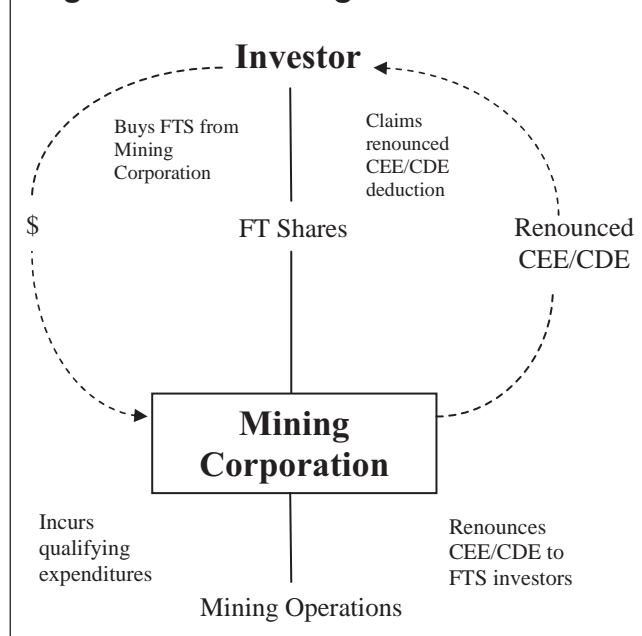 Investor
Buys FTS from
Mining
Corporation
Claims
renounced
CEE/CDE
deduction
$
FT Shares
Renounced
CEE/CDE
Mining
Corporation
Incurs
qualifying
expenditures
Renounces
CEE/CDE to
FTS investors
Mining Operations